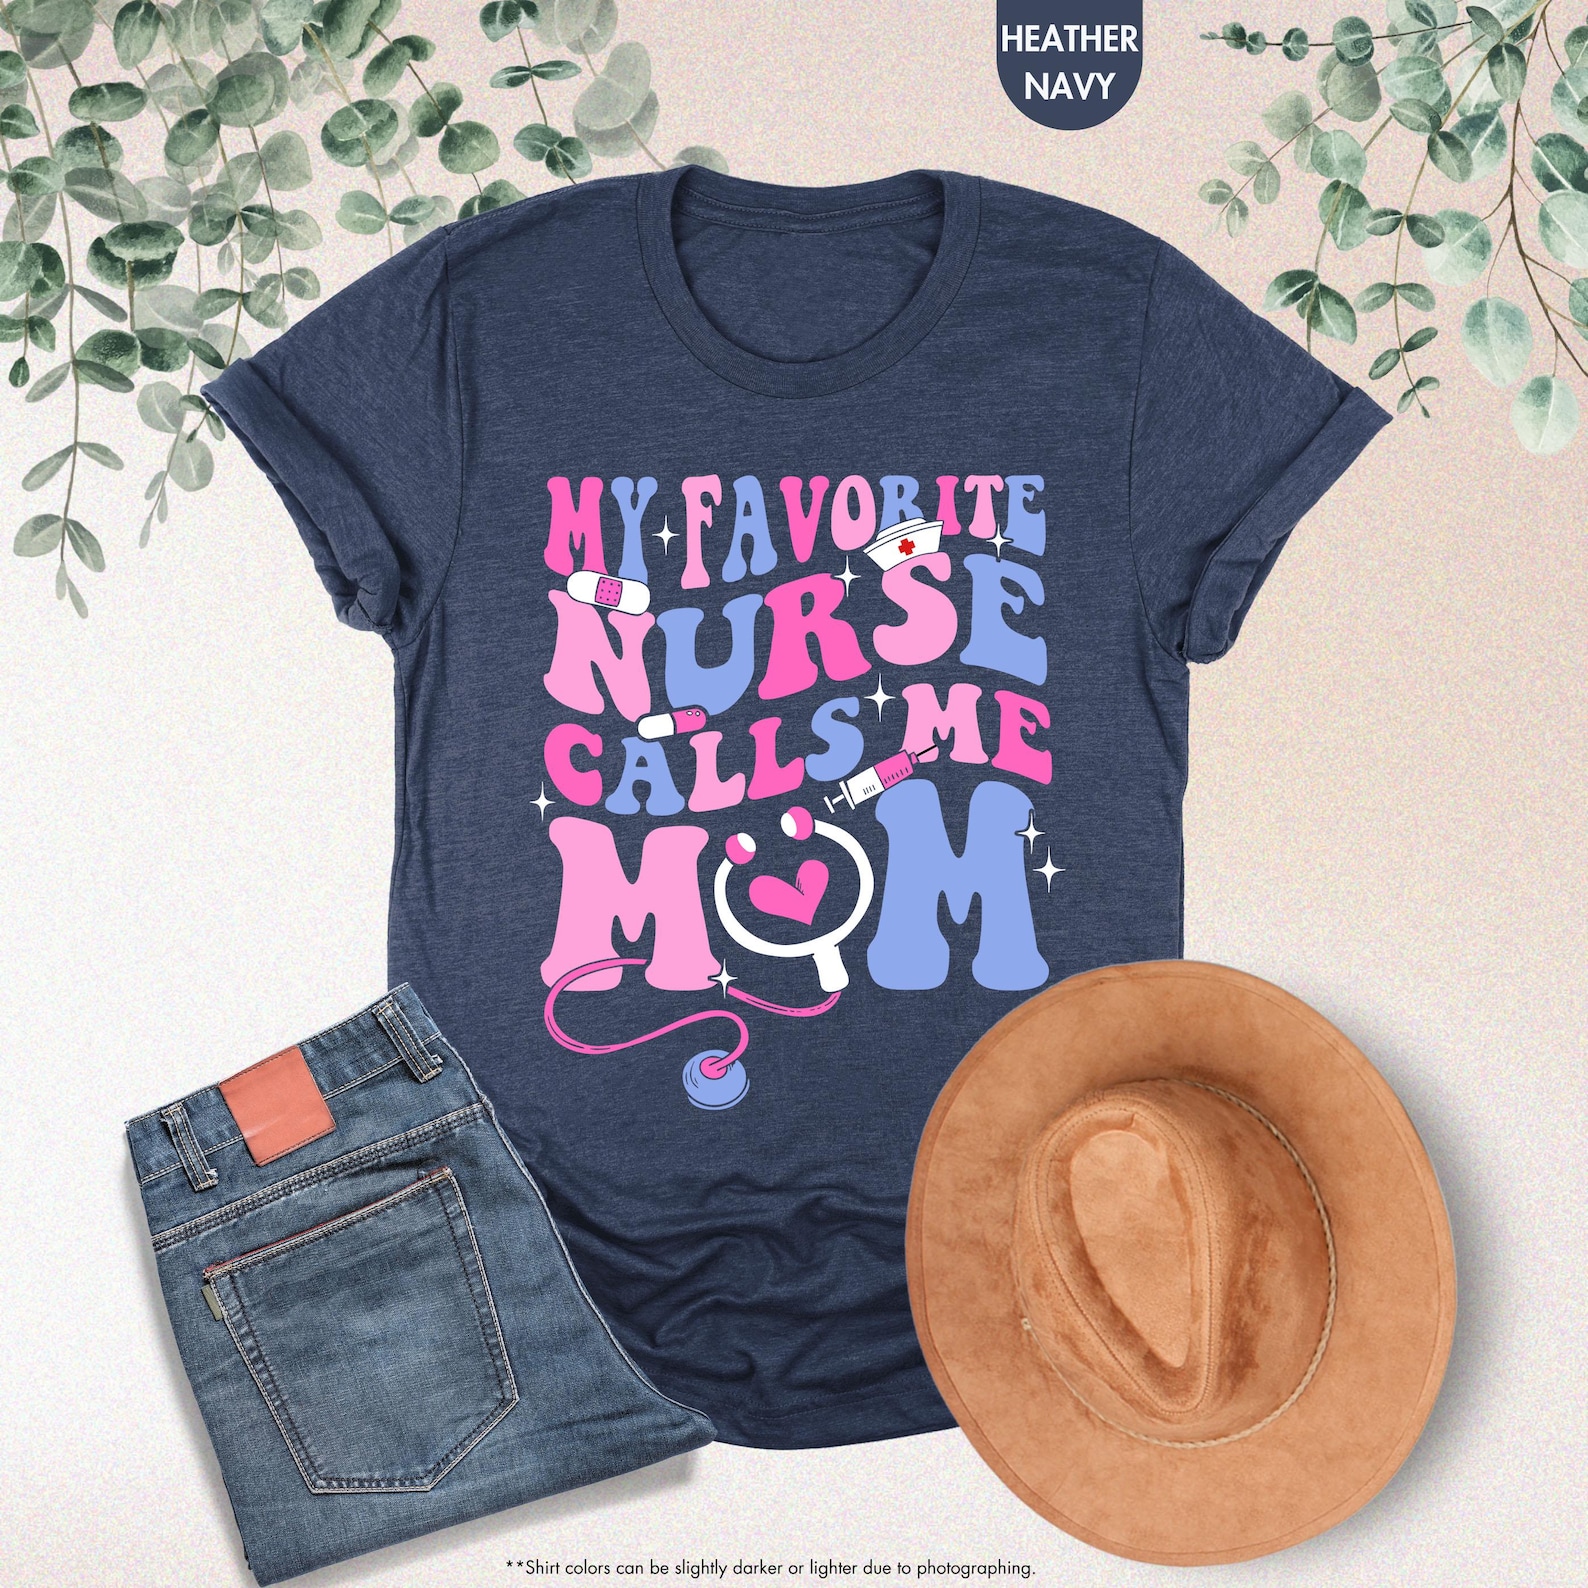 HEATHER
NAVY
MY FAVORITE
NURSE
CALLS ME
MOM
**Shirt colors can be slightly darker or lighter due to photographing.